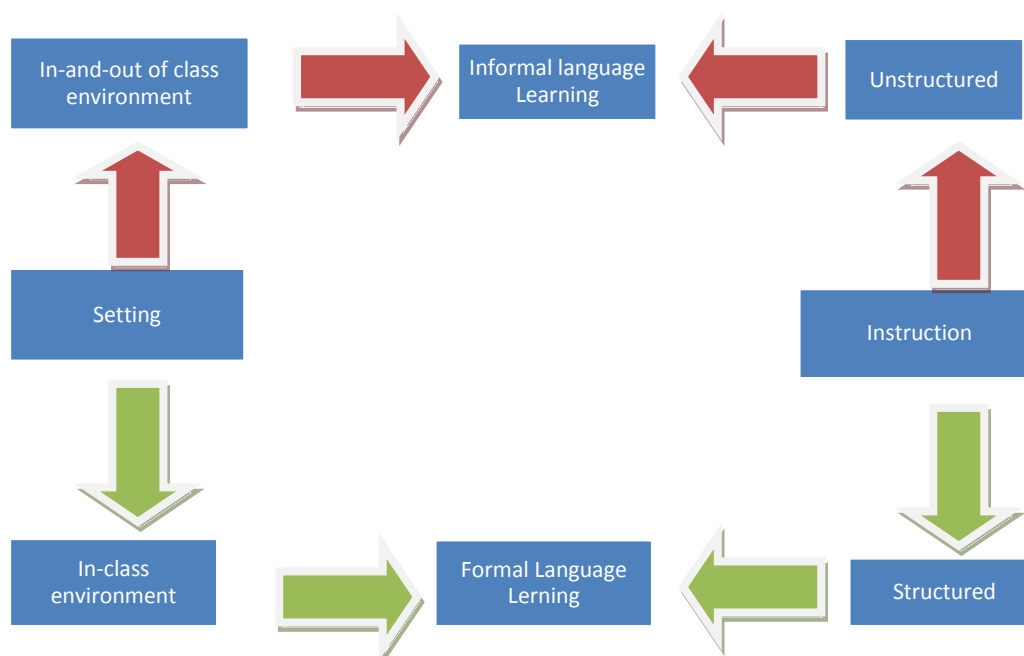 In-and-out of class
environment
Informal language
Learning
Unstructured
Setting
Instruction
In-class
environment
Formal Language
Lerning
Structured